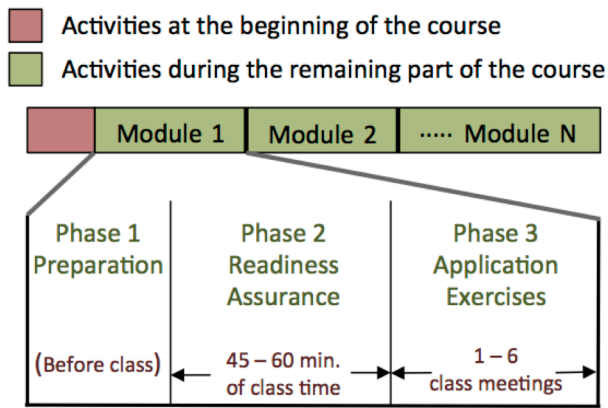 Activities at the beginning of the course
Activities during the remaining part of the course
Module 1
Module 2
..... Module N
Phase 1
Preparation
(Before class)
Phase 2
Readiness
Assurance
45 – 60 min.
of class time
Phase 3
Application
Exercises
1 – 6
class meetings